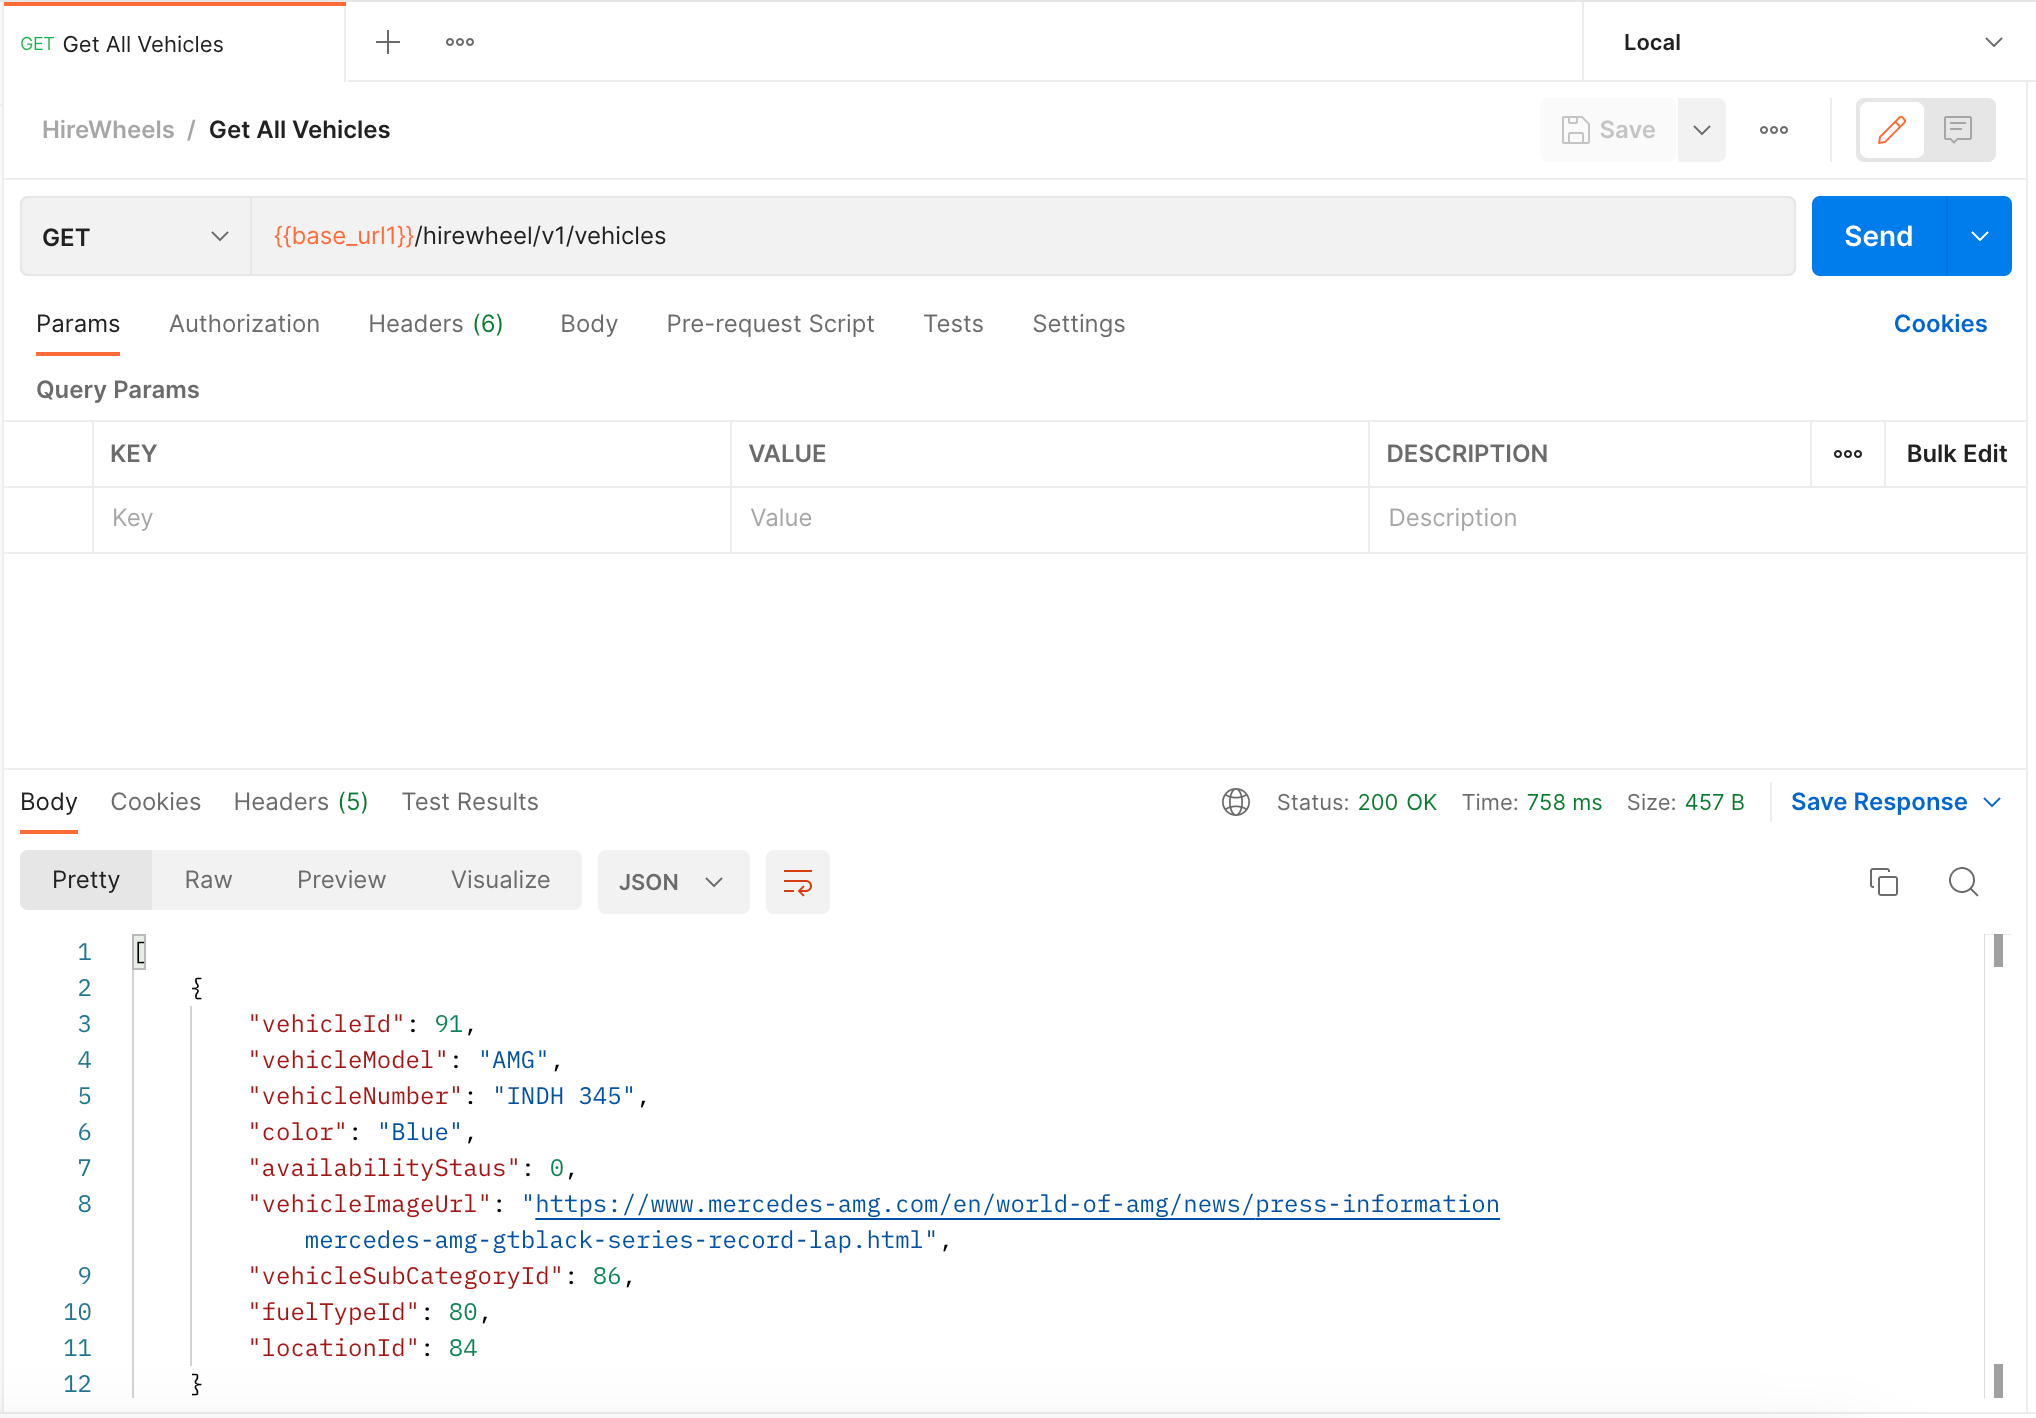 GET Get All Vehicles
Local
HireWheels / Get All Vehicles
Save
GET
{{base_url1}}/hirewheel/v1/vehicles
Send
Params Authorization Headers (6) Body Pre-request Script Tests Settings Cookies
Query Params
KEY VALUE DESCRIPTION Bulk Edit
Key Value Description
Body Cookies Headers (5) Test Results Status: 200 OK Time: 758 ms Size: 457 B Save Response
Pretty Raw Preview Visualize JSON
1 [
2 {
3 "vehicleId": 91,
4 "vehicleModel": "AMG",
5 "vehicleNumber": "INDH 345",
6 "color": "Blue",
7 "availabilityStaus": 0,
8 "vehicleImageUrl": "https://www.mercedes-amg.com/en/world-of-amg/news/press-information
mercedes-amg-gtblack-series-record-lap.html",
9 "vehicleSubCategoryId": 86,
10 "fuelTypeId": 80,
11 "locationId": 84
12 }